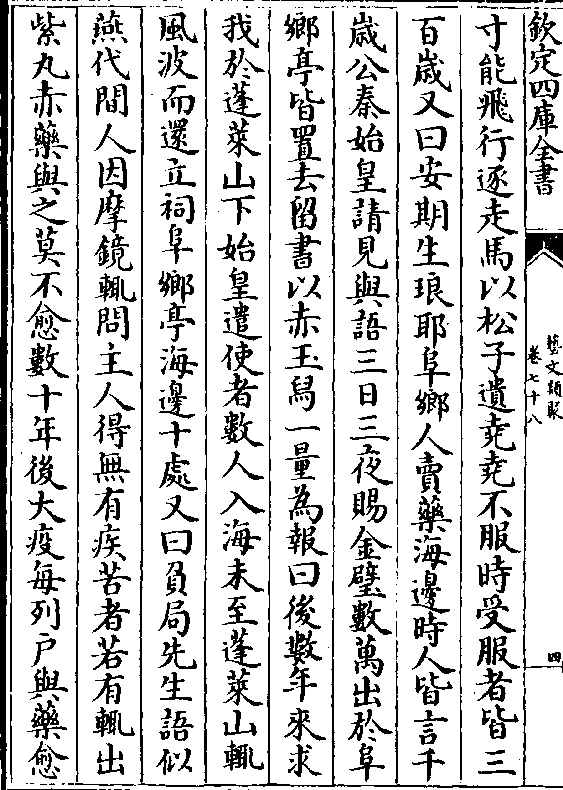 欽定四庫全書
藝文類聚
卷七十八
四
寸能飛行逐走馬以松子遺堯堯不服時受服者皆三
百歲又曰安期生琅耶阜鄉人賣藥海邊時人皆言千
歲公秦始皇請見與語三日三夜賜金璧數萬出於阜
鄉亭皆置去留書以赤玉舄一量為報曰後數年來求
我於蓬萊山下始皇遣使者數人入海未至蓬萊山輒
風波而還立祠阜鄉亭海邊十處又曰負局先生語似
燕代間人因摩鏡輒問主人得無有疾苦者若有輒出
紫丸赤藥與之莫不愈數十年後大疫每列户與藥愈